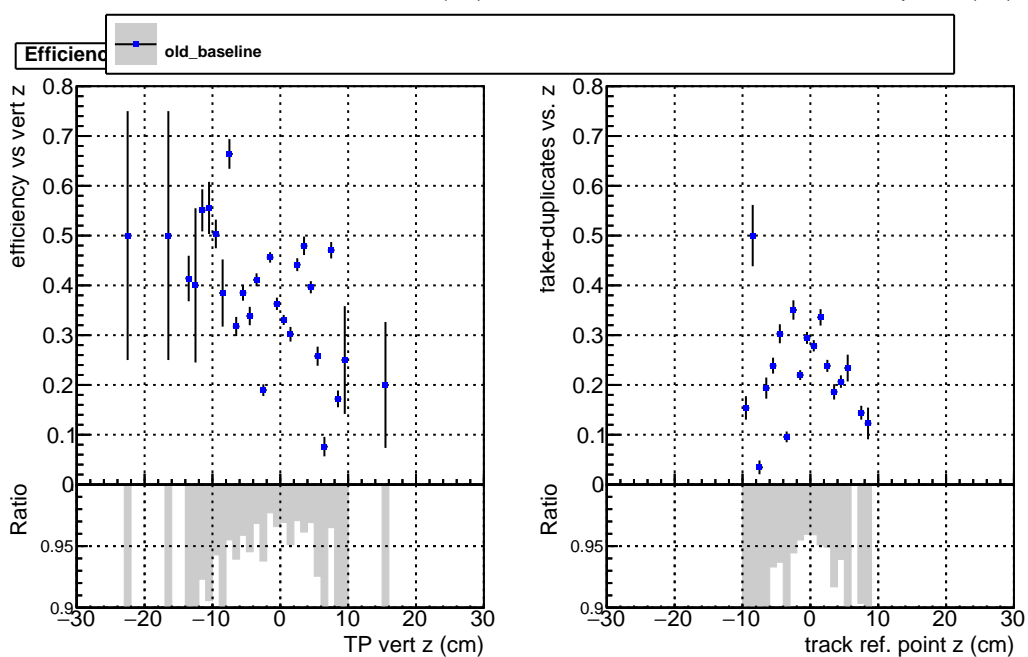 old_baseline
Efficienc
efficiency vs vert z
0.8
0.7
0.6
0.5
0.4
0.3
0.2
0.1
0
Ratio
0.95
0.9
−30 −20 −10 0 10 20 30
TP vert z (cm)
fake+duplicates vs. z
0.8
0.7
0.6
0.5
0.4
0.3
0.2
0.1
0
Ratio
0.95
0.9
−30 −20 −10 0 10 20 30
track ref. point z (cm)